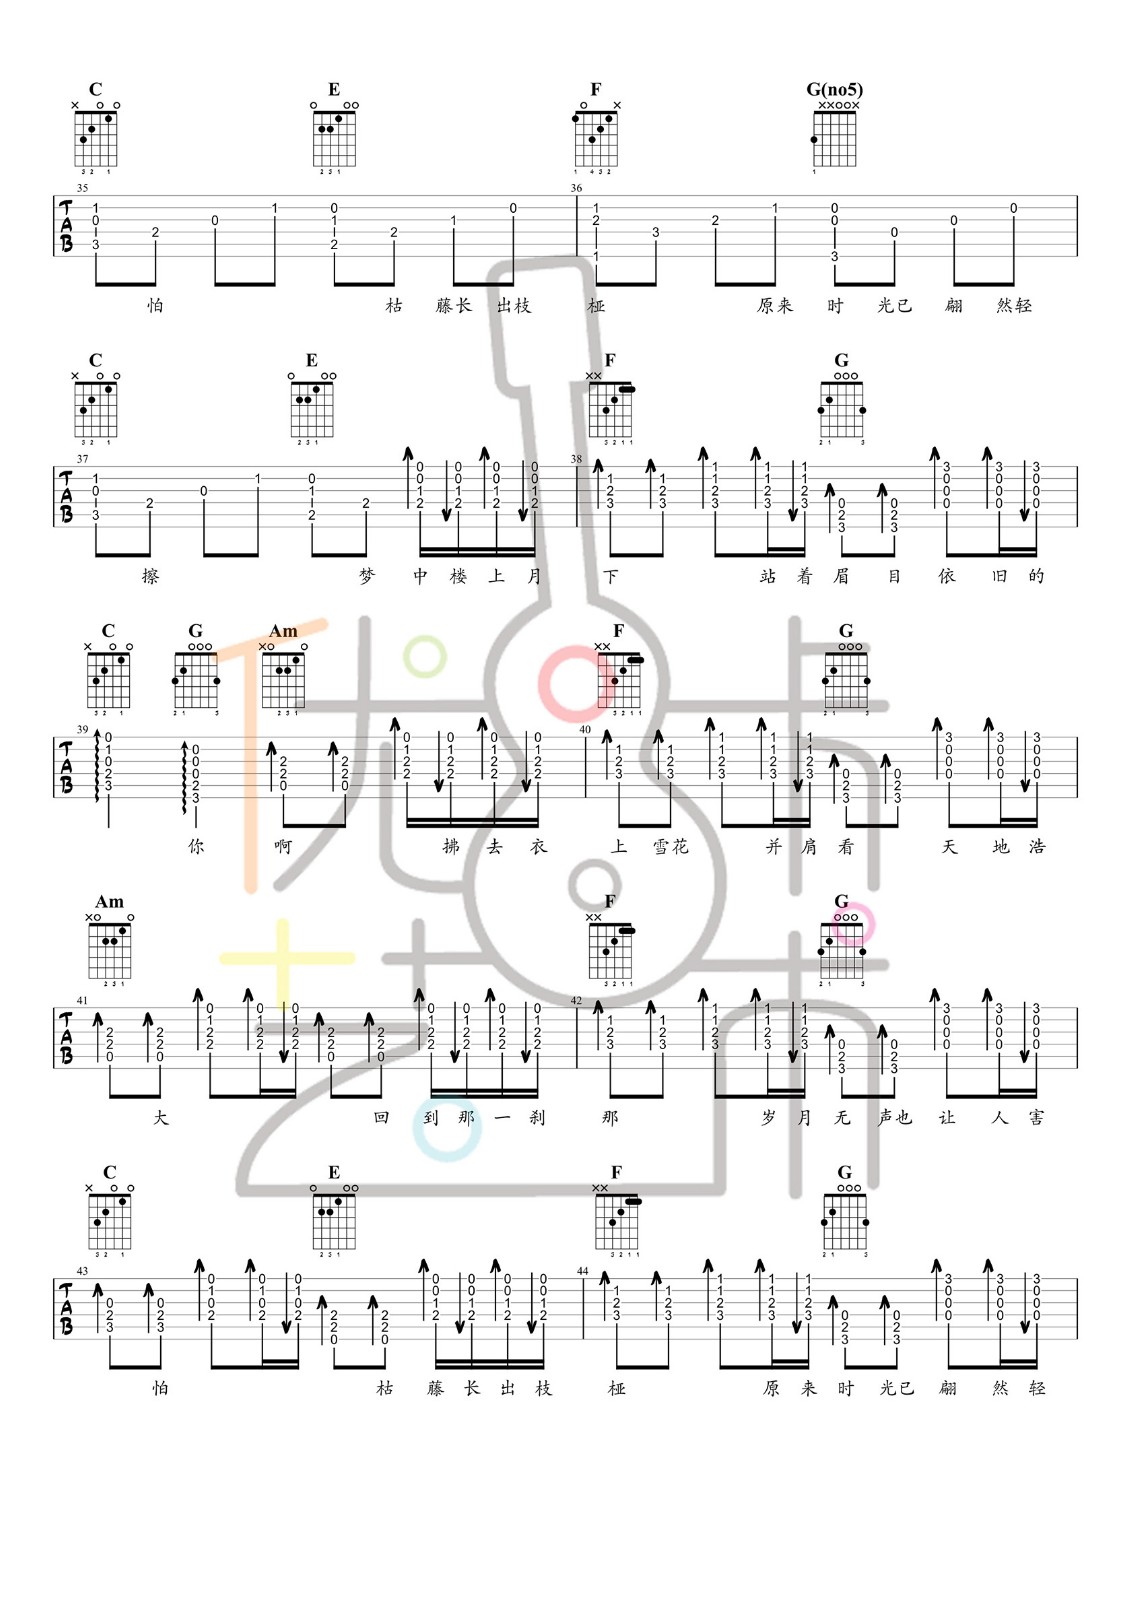 C E F G(no5)
35 36
怕 枯 藤长 出枝 桠 原来 时 光已 翩 然轻
C E F G
37 38
擦 梦 中 楼 上 月 下 站 着 眉 目 依 旧 的
C G Am F G
39 40
你 啊 拂 去 衣 上 雪花 并 肩 看 天 地 浩
Am F G
41 42
大 回 到 那 一 刹 那 岁 月 无 声也 让 人 害
C E F G
43 44
怕 枯 藤 长 出 枝 桠 原 来 时 光已 翩 然 轻